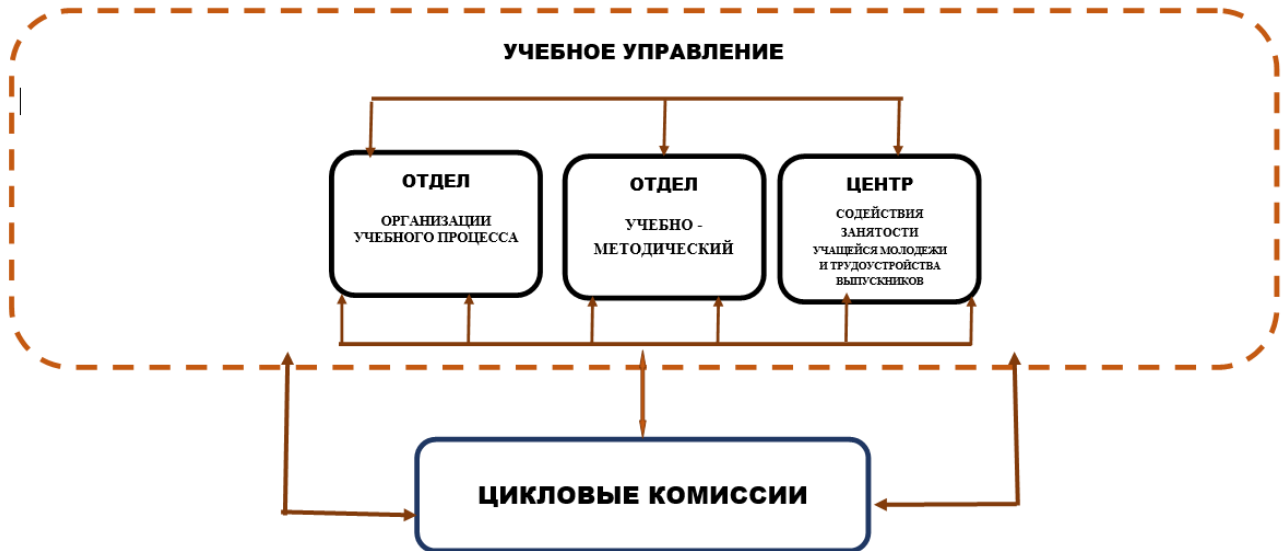 УЧЕБНОЕ УПРАВЛЕНИЕ
ОТДЕЛ
ОРГАНИЗАЦИИ
УЧЕБНОГО ПРОЦЕССА
ОТДЕЛ
УЧЕБНО -
МЕТОДИЧЕСКИЙ
ЦЕНТР
СОДЕЙСТВИЯ
ЗАНЯТОСТИ
УЧАЩЕЙСЯ МОЛОДЕЖИ
И ТРУДОУСТРОЙСТВА
ВЫПУСКНИКОВ
ЦИКЛОВЫЕ КОМИССИИ